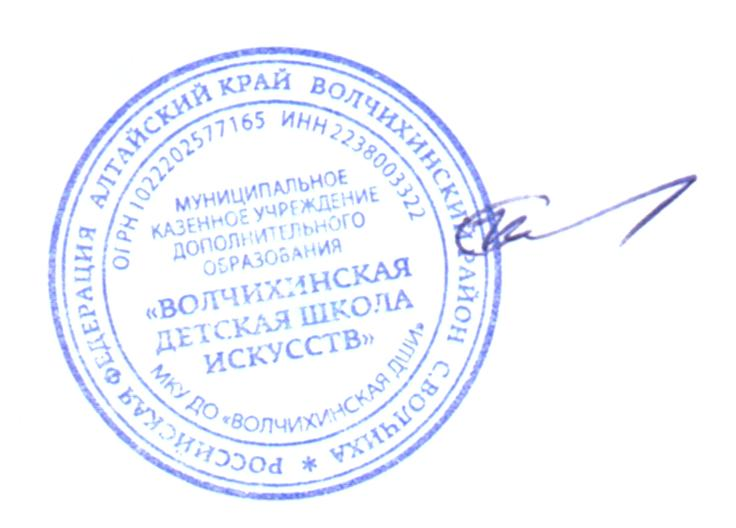 РОССИЙСКАЯ ФЕДЕРАЦИЯ АЛТАЙСКИЙ КРАЙ ВОЛЧИХИНСКИЙ РАЙОН С.ВОЛЧИХА *
ОГРН 1022202577165 ИНН 2238003322
МУНИЦИПАЛЬНОЕ
КАЗЕННОЕ УЧРЕЖДЕНИЕ
ДОПОЛНИТЕЛЬНОГО
ОБРАЗОВАНИЯ
«ВОЛЧИХИНСКАЯ
ДЕТСКАЯ ШКОЛА
ИСКУССТВ»
МКУ ДО «ВОЛЧИХИНСКАЯ ДШИ»